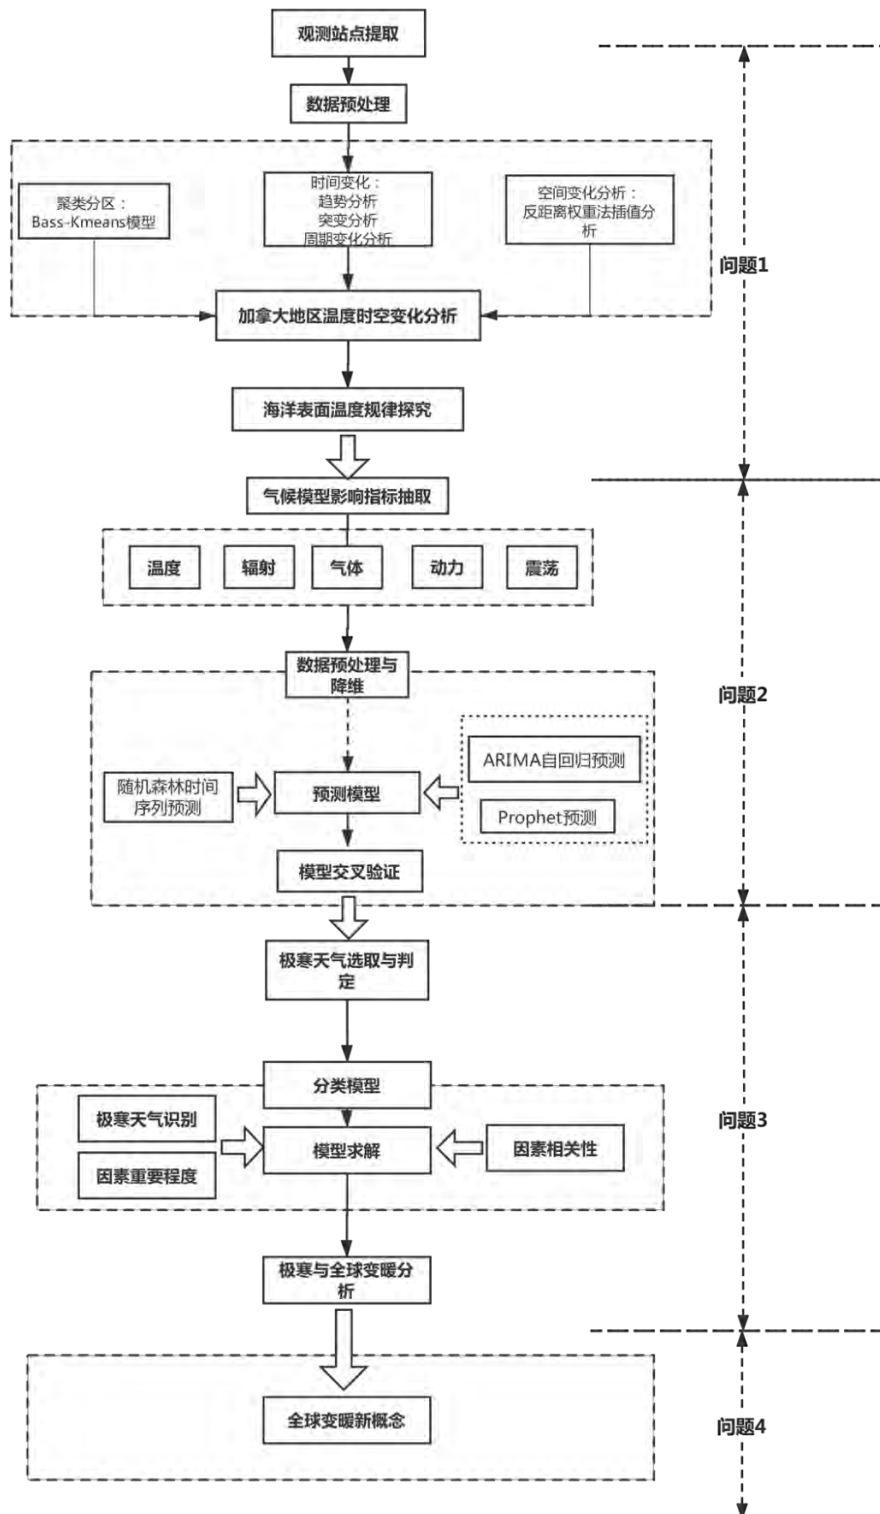 观测站点提取
数据预处理
聚类分区：
Bass-Kmeans模型
时间变化：
趋势分析
突变分析
周期变化分析
空间变化分析：
反距离权重法插值分
析
问题1
加拿大地区温度时空变化分析
海洋表面温度规律探究
气候模型影响指标抽取
温度
辐射
气体
动力
震荡
数据预处理与
降维
问题2
随机森林时间
序列预测
预测模型
ARIMA自回归预测
Prophet预测
模型交叉验证
极寒天气选取与判
定
分类模型
极寒天气识别
因素重要程度
模型求解
因素相关性
问题3
极寒与全球变暖分
析
全球变暖新概念
问题4